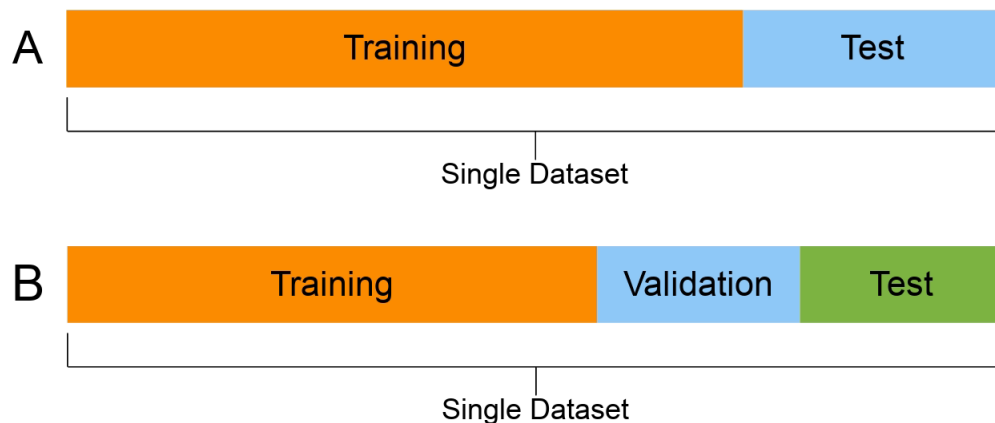 A
Training
Test
Single Dataset
B
Training
Validation
Test
Single Dataset